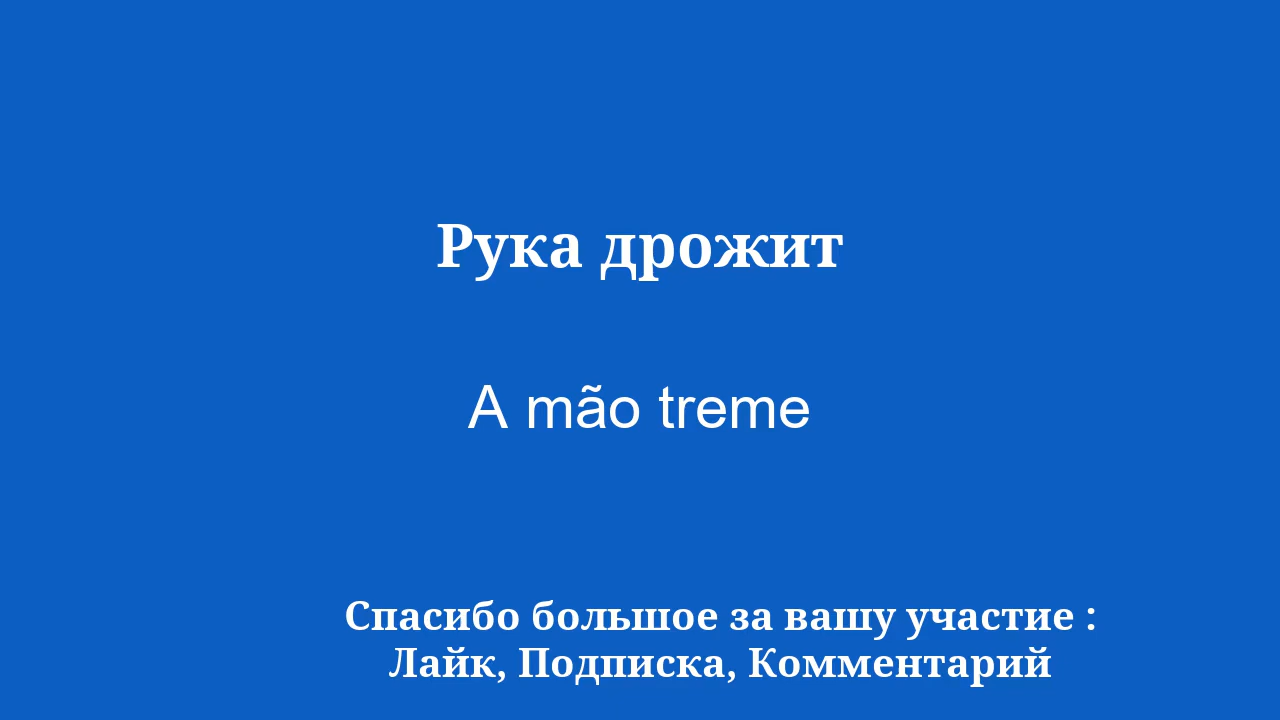 Рука дрожит
A mão treme
Спасибо большое за вашу участие :
Лайк, Подписка, Комментарий